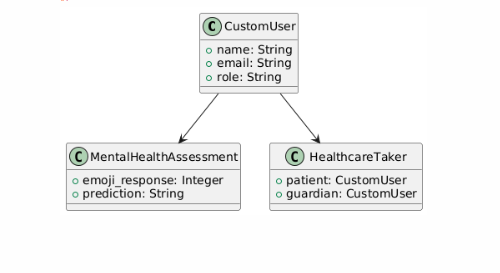 C CustomUser
name: String
email: String
role: String
C MentalHealthAssessment
emoji_response: Integer
prediction: String
C HealthcareTaker
patient: CustomUser
guardian: CustomUser